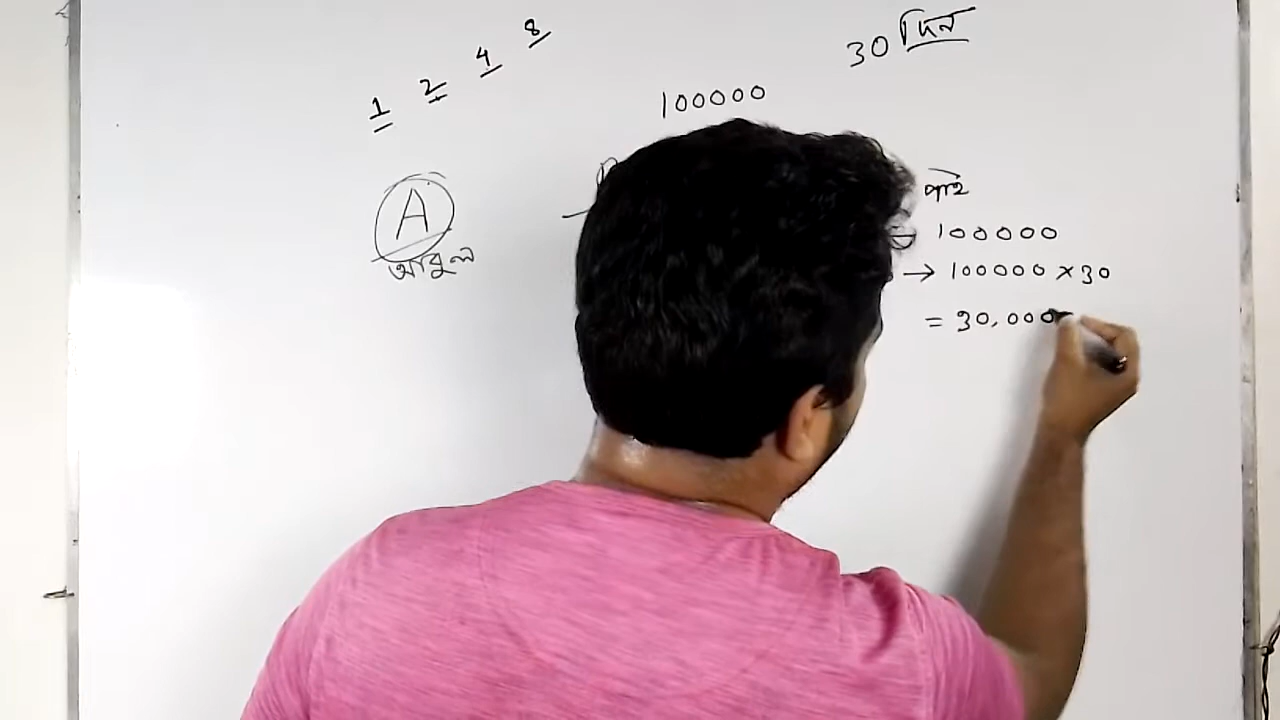 1 2 4 8
30 দিন
100000
A
আবুল
পাই
100000
→ 100000 × 30
= 30,000